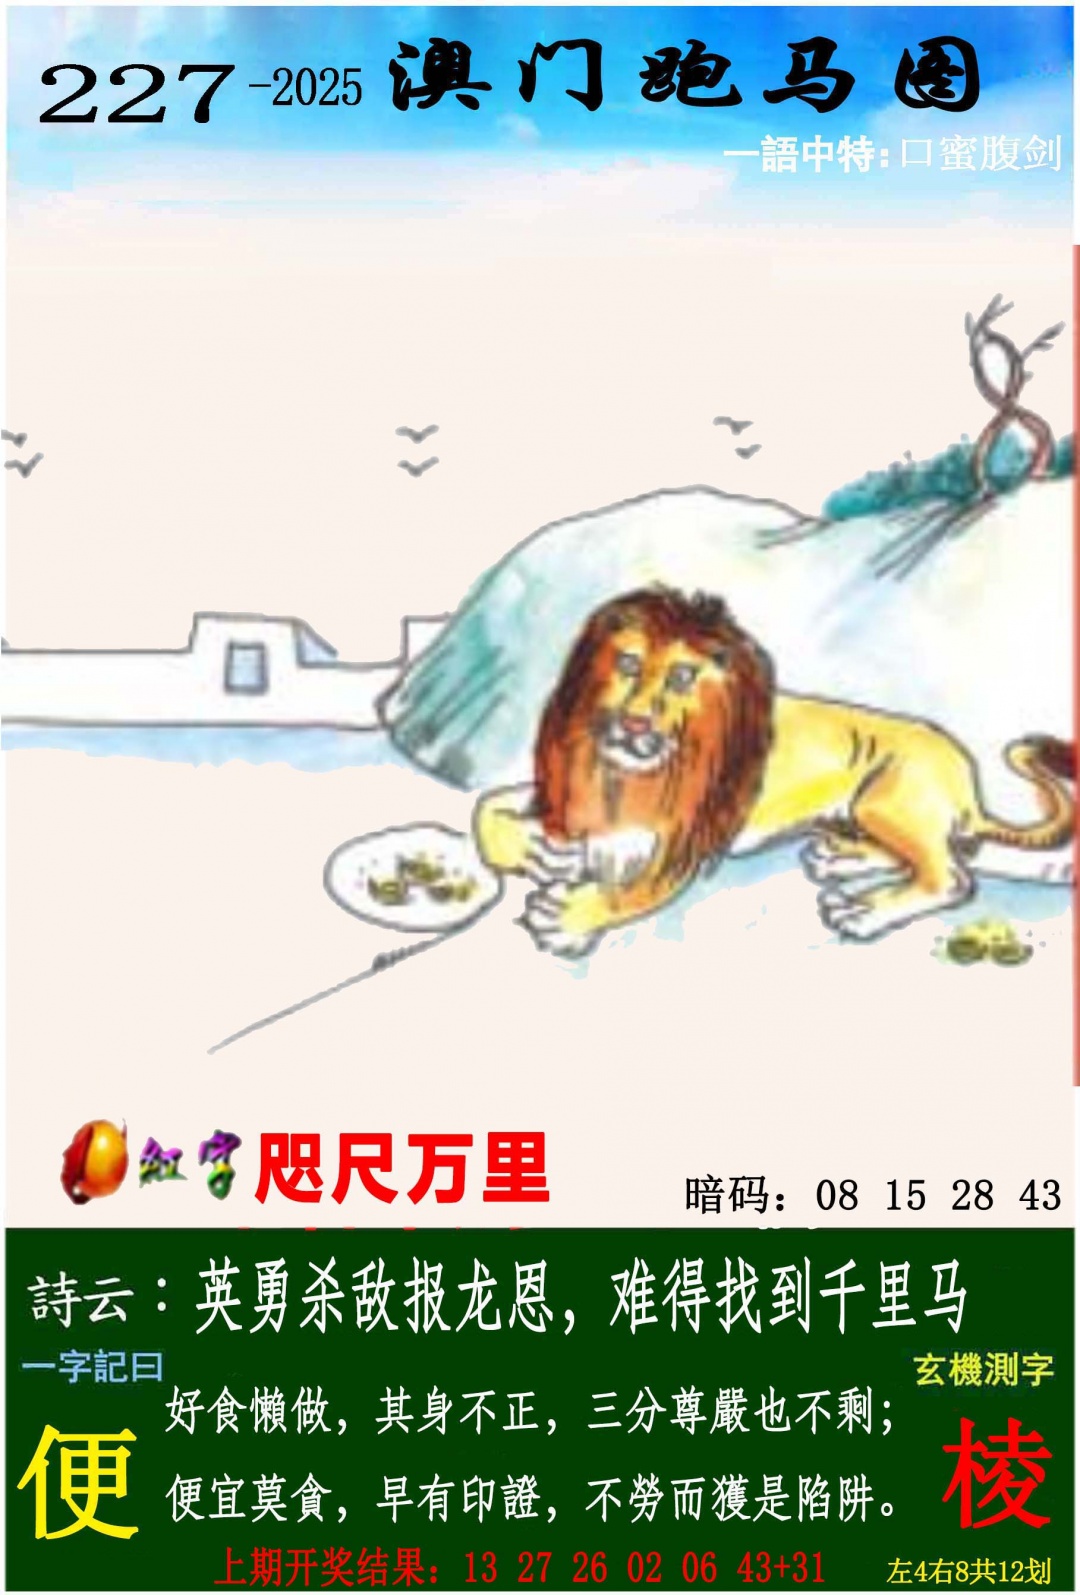 227-2025 澳门跑马图
一語中特:口蜜腹剑
红字 咫尺万里
暗码：08 15 28 43
詩云：英勇杀敌报龙恩，难得找到千里马
一字記曰
玄機測字
便
好食懶做，其身不正，三分尊嚴也不剩；
便宜莫貪，早有印證，不勞而獲是陷阱。
棱
上期开奖结果：13 27 26 02 06 43+31
左4右8共12划